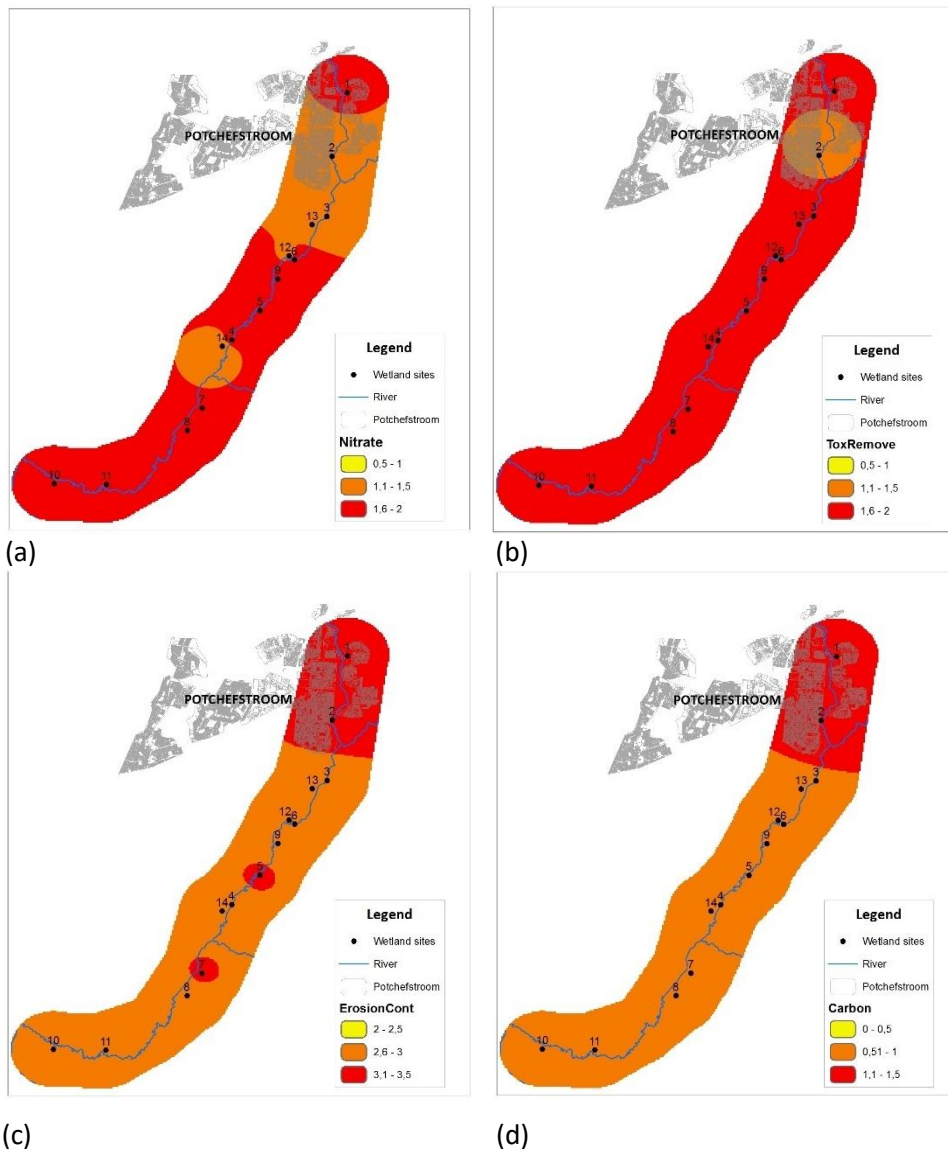 1
POTCHEFSTROOM
2
3
13
12
6
9
5
4
14
7
8
10
11
Legend
Wetland sites
River
Potchefstroom
Nitrate
0,5 - 1
1,1 - 1,5
1,6 - 2
(a)
1
POTCHEFSTROOM
2
3
13
12
6
9
5
4
14
7
8
10
11
Legend
Wetland sites
River
Potchefstroom
ToxRemove
0,5 - 1
1,1 - 1,5
1,6 - 2
(b)
1
POTCHEFSTROOM
2
3
13
12
6
9
5
4
14
7
8
10
11
Legend
Wetland sites
River
Potchefstroom
ErosionCont
2 - 2,5
2,6 - 3
3,1 - 3,5
(c)
1
POTCHEFSTROOM
2
3
13
12
6
9
5
4
14
7
8
10
11
Legend
Wetland sites
River
Potchefstroom
Carbon
0 - 0,5
0,51 - 1
1,1 - 1,5
(d)